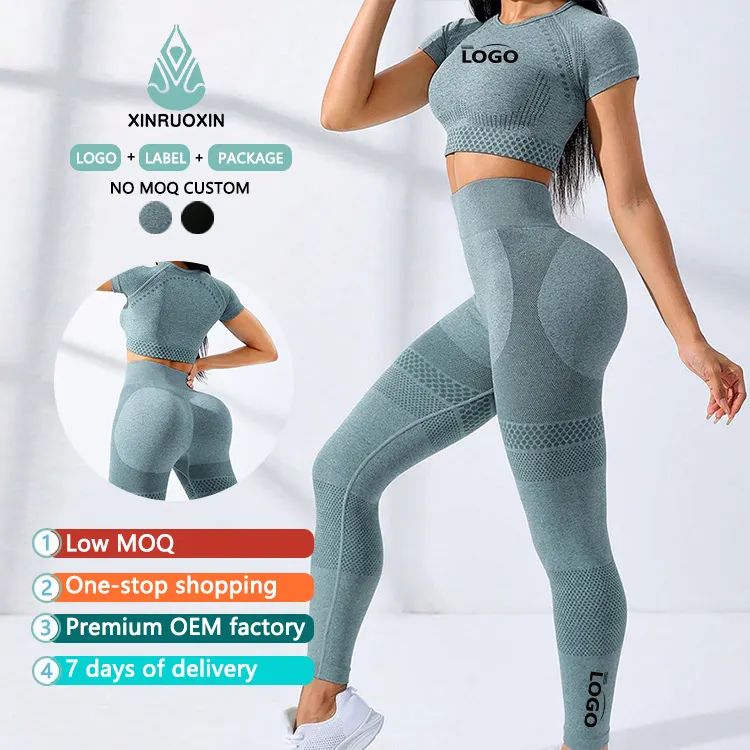 LOGO
XINRUOXIN
LOGO + LABEL + PACKAGE
NO MOQ CUSTOM
1 Low MOQ
2 One-stop shopping
3 Premium OEM factory
4 7 days of delivery
LOGO